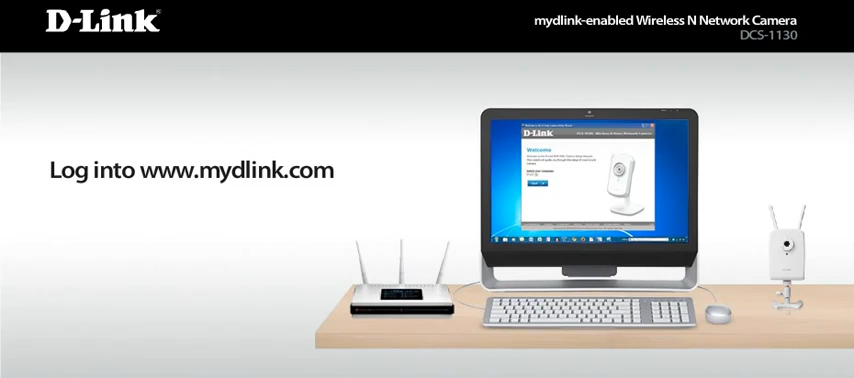 D-Link®
mydlink-enabled Wireless N Network Camera
DCS-1130
Log into www.mydlink.com
D-Link
Welcome